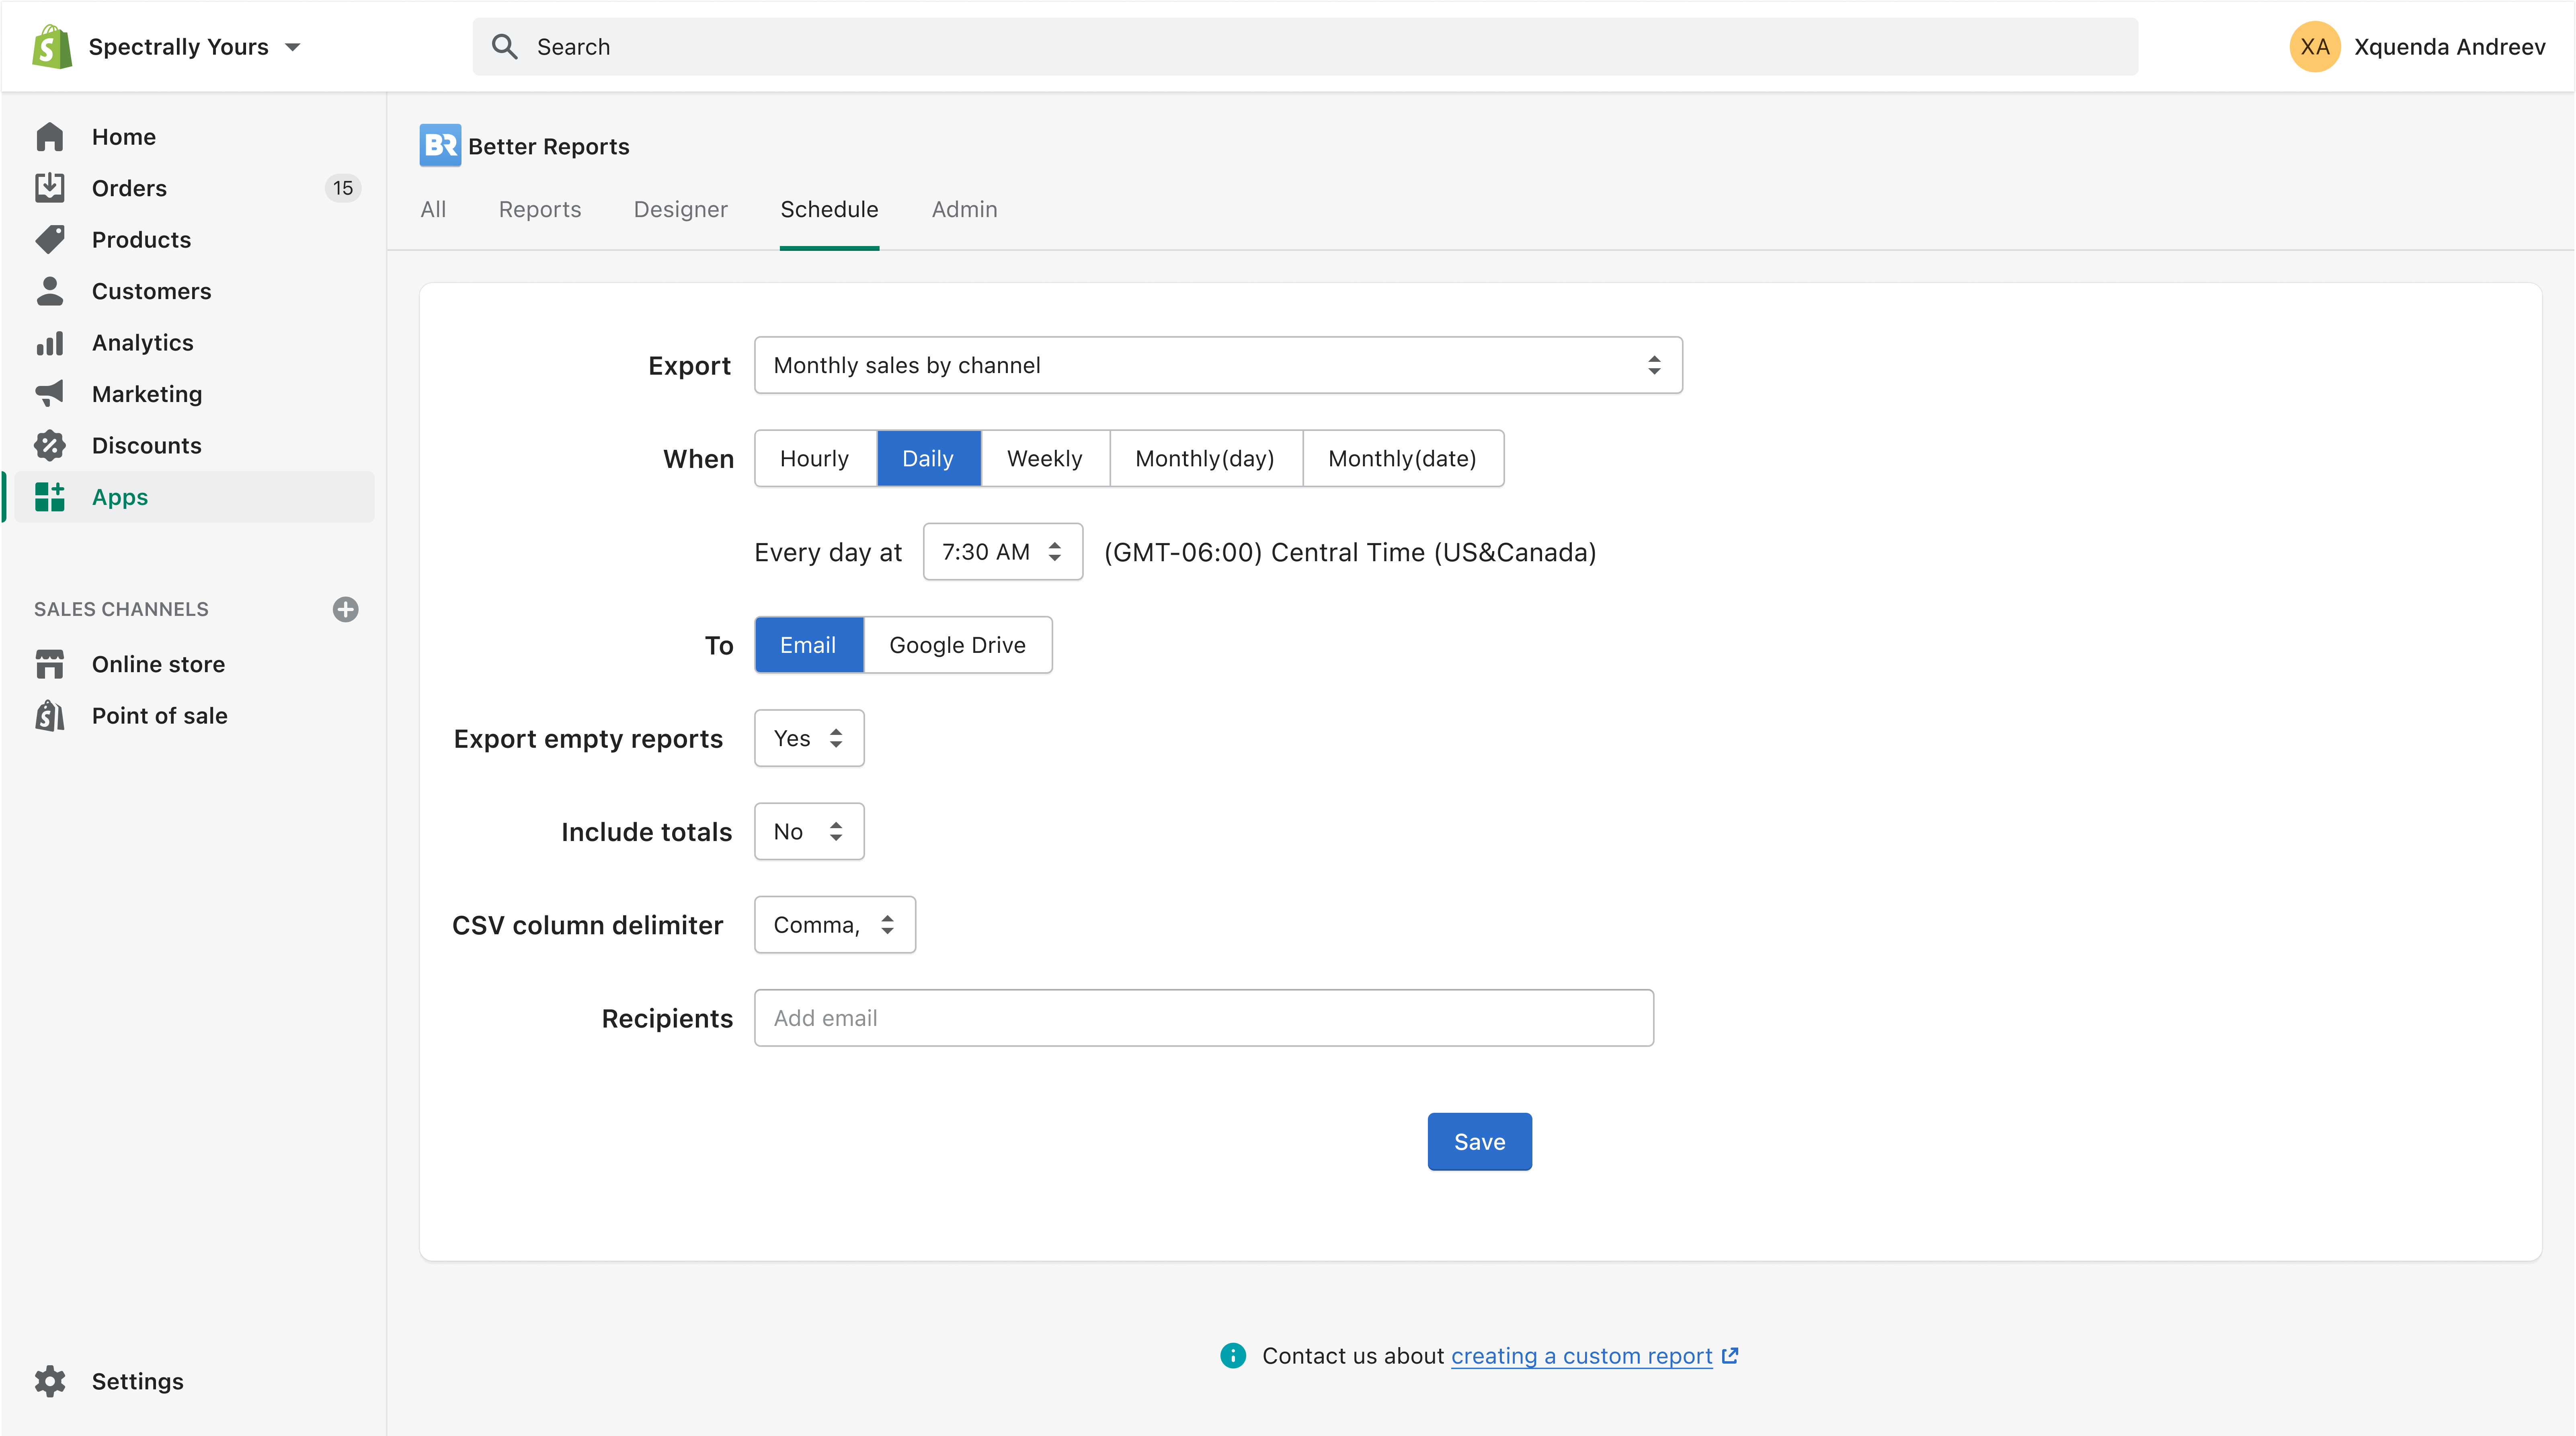 Spectrally Yours
Search
XA Xquenda Andreev
Home
Orders 15
Products
Customers
Analytics
Marketing
Discounts
Apps
SALES CHANNELS
Online store
Point of sale
Settings
BR Better Reports
All Reports Designer Schedule Admin
Export Monthly sales by channel
When Hourly Daily Weekly Monthly(day) Monthly(date)
Every day at 7:30 AM (GMT-06:00) Central Time (US&Canada)
To Email Google Drive
Export empty reports Yes
Include totals No
CSV column delimiter Comma,
Recipients Add email
Save
Contact us about creating a custom report